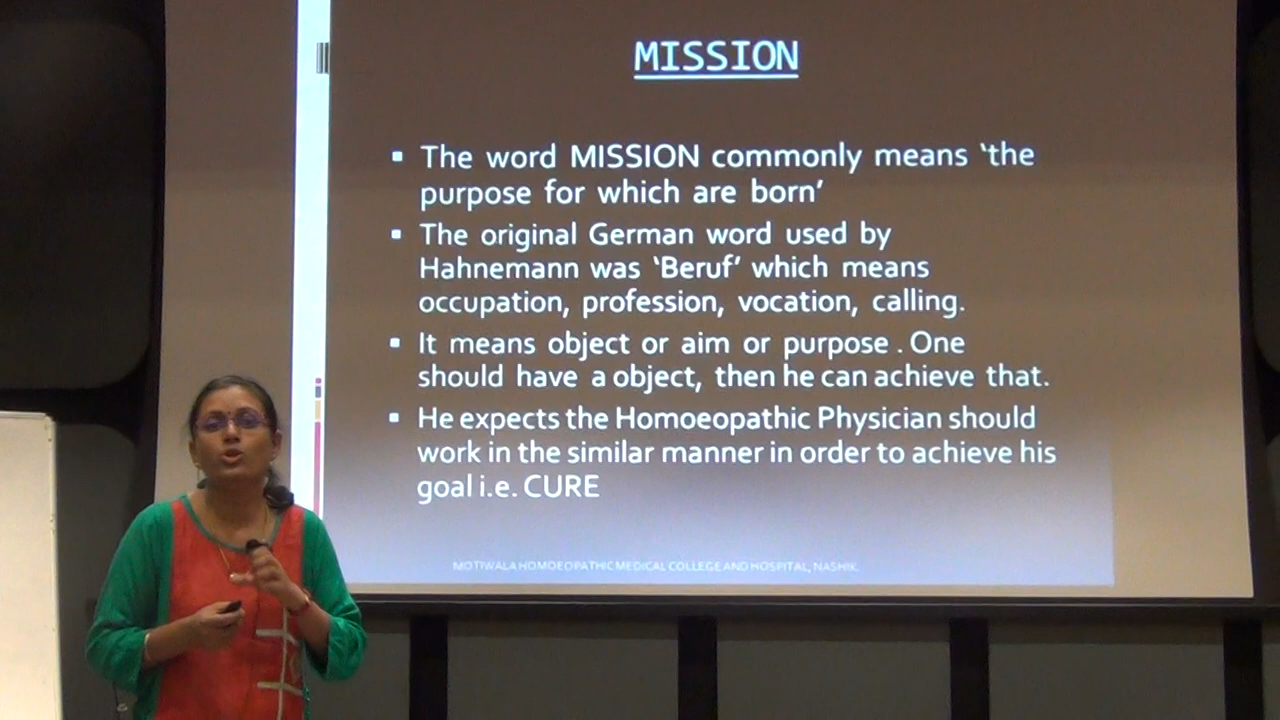 MISSION
The word MISSION commonly means ‘the
purpose for which are born’
The original German word used by
Hahnemann was ‘Beruf’ which means
occupation, profession, vocation, calling.
It means object or aim or purpose . One
should have a object, then he can achieve that.
He expects the Homoeopathic Physician should
work in the similar manner in order to achieve his
goal i.e. CURE
MOTIWALA HOMOEOPATHIC MEDICAL COLLEGE AND HOSPITAL, NASHIK.